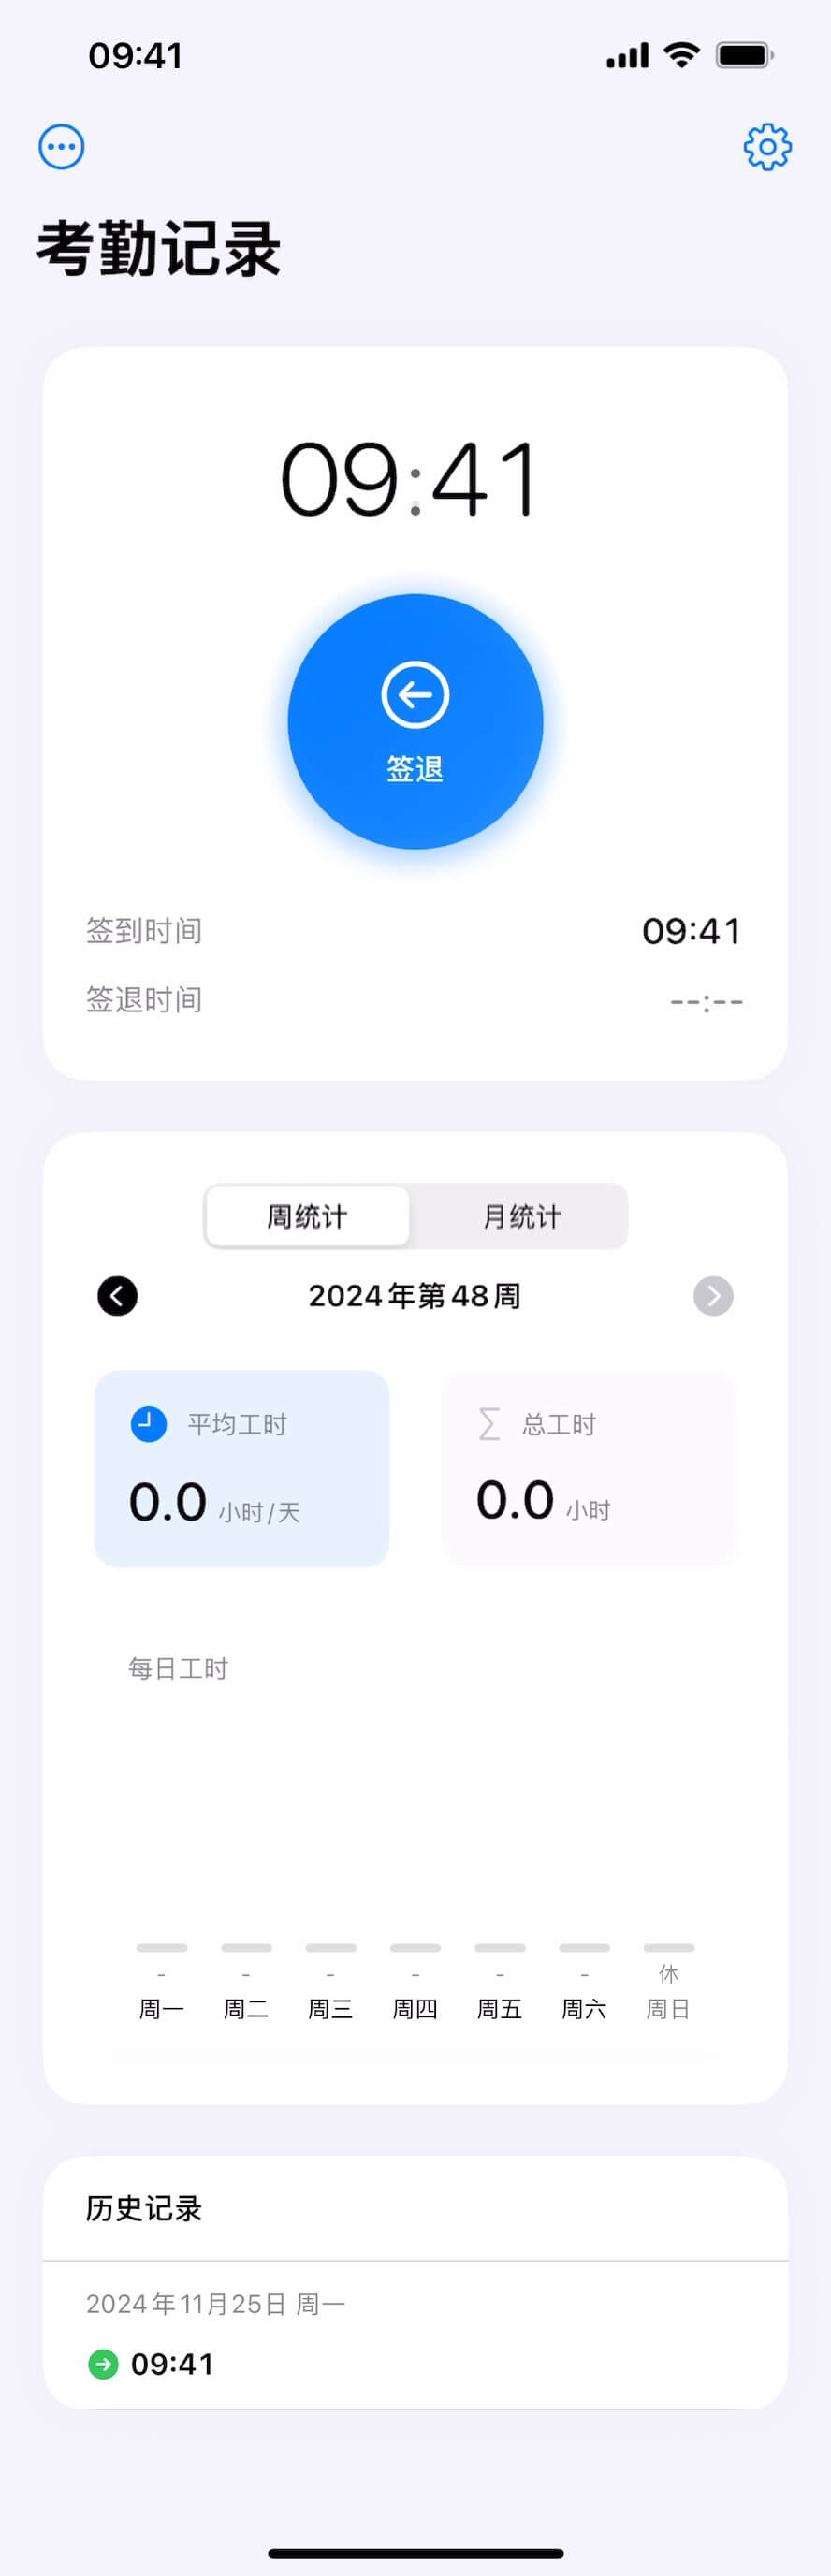 09:41
考勤记录
09:41
签退
签到时间 09:41
签退时间 --:--
周统计 月统计
2024年第48周
平均工时 总工时
0.0 小时/天 0.0 小时
每日工时
- - - - - - 休
周一 周二 周三 周四 周五 周六 周日
历史记录
2024年11月25日 周一
09:41